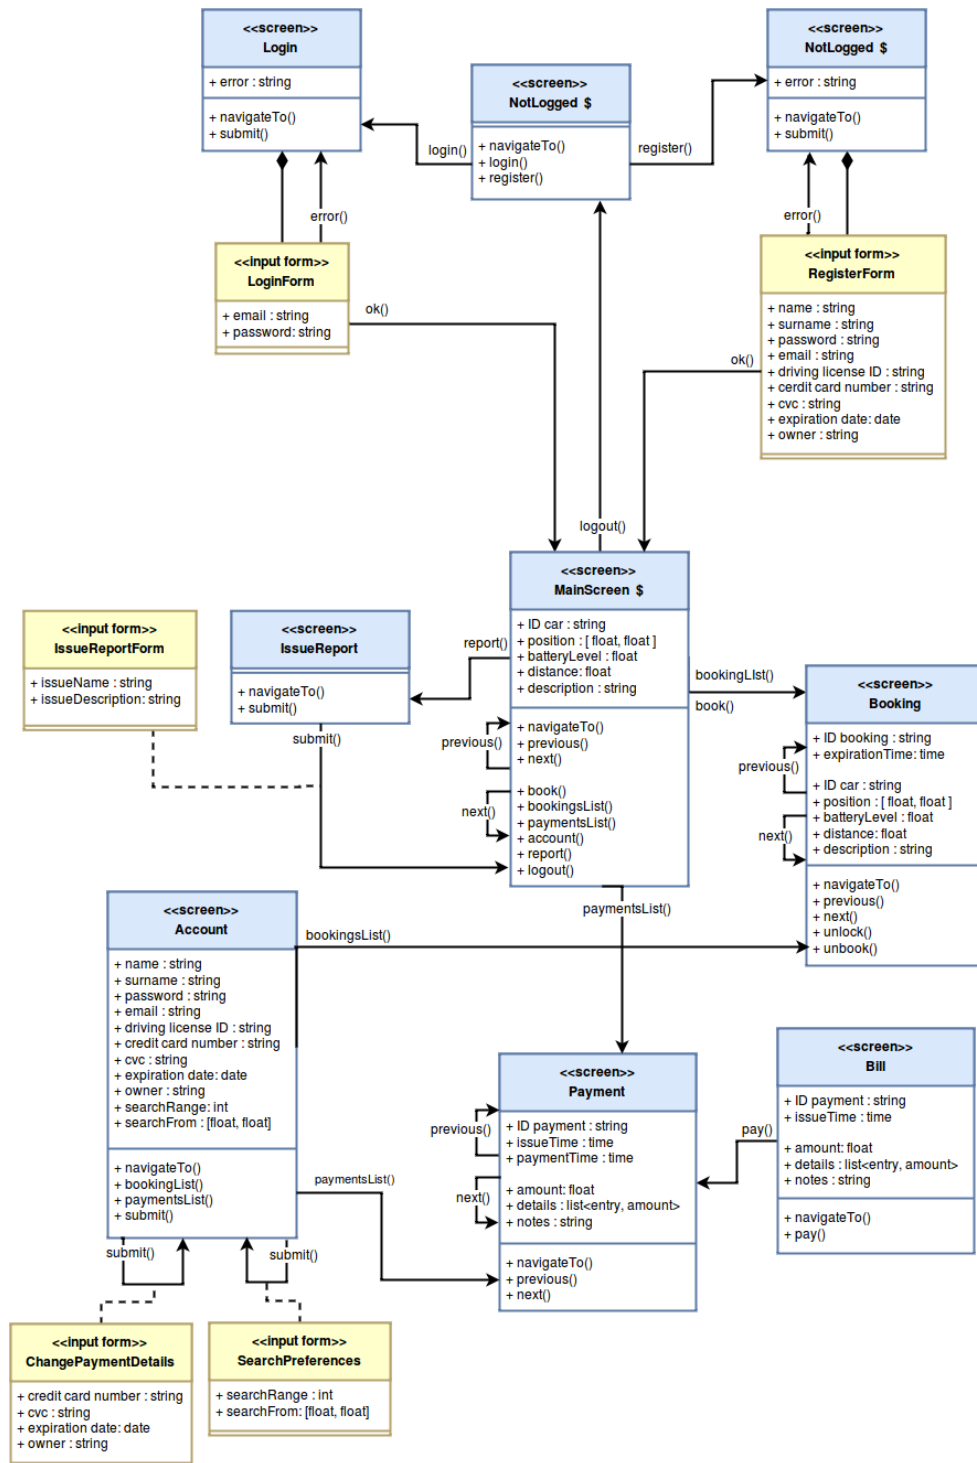 <<screen>>
Login
+ error : string
+ navigateTo()
+ submit()
<<screen>>
NotLogged $
+ navigateTo()
+ login()
+ register()
<<screen>>
NotLogged $
+ error : string
+ navigateTo()
+ submit()
login()
register()
error()
error()
<<input form>>
LoginForm
+ email : string
+ password: string
ok()
<<input form>>
RegisterForm
+ name : string
+ surname : string
+ password : string
+ email : string
+ driving license ID : string
+ cerdit card number : string
+ cvc : string
+ expiration date: date
+ owner : string
ok()
logout()
<<screen>>
MainScreen $
+ ID car : string
+ position : [ float, float ]
+ batteryLevel : float
+ distance: float
+ description : string
+ navigateTo()
+ previous()
+ next()
+ book()
+ bookingsList()
+ paymentsList()
+ account()
+ report()
+ logout()
previous()
next()
<<input form>>
IssueReportForm
+ issueName : string
+ issueDescription: string
<<screen>>
IssueReport
+ navigateTo()
+ submit()
report()
submit()
bookingLIst()
book()
<<screen>>
Booking
+ ID booking : string
+ expirationTime: time
+ ID car : string
+ position : [ float, float ]
+ batteryLevel : float
+ distance: float
+ description : string
+ navigateTo()
+ previous()
+ next()
+ unlock()
+ unbook()
previous()
next()
paymentsList()
<<screen>>
Account
+ name : string
+ surname : string
+ password : string
+ email : string
+ driving license ID : string
+ credit card number : string
+ cvc : string
+ expiration date: date
+ owner : string
+ searchRange: int
+ searchFrom : [float, float]
+ navigateTo()
+ bookingList()
+ paymentsList()
+ submit()
bookingsList()
paymentsList()
submit()
submit()
<<screen>>
Payment
+ ID payment : string
+ issueTime : time
+ paymentTime : time
+ amount: float
+ details : list<entry, amount>
+ notes : string
+ navigateTo()
+ previous()
+ next()
previous()
next()
<<screen>>
Bill
+ ID payment : string
+ issueTime : time
+ amount: float
+ details : list<entry, amount>
+ notes : string
+ navigateTo()
+ pay()
pay()
<<input form>>
ChangePaymentDetails
+ credit card number : string
+ cvc : string
+ expiration date: date
+ owner : string
<<input form>>
SearchPreferences
+ searchRange : int
+ searchFrom: [float, float]